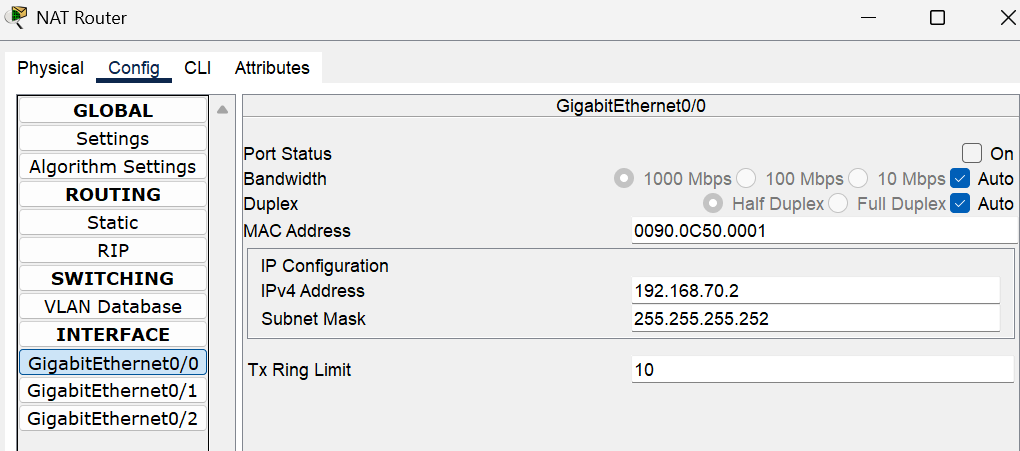 NAT Router
Physical Config CLI Attributes
GLOBAL
Settings
Algorithm Settings
ROUTING
Static
RIP
SWITCHING
VLAN Database
INTERFACE
GigabitEthernet0/0
GigabitEthernet0/1
GigabitEthernet0/2
GigabitEthernet0/0
Port Status On
Bandwidth 1000 Mbps 100 Mbps 10 Mbps Auto
Duplex Half Duplex Full Duplex Auto
MAC Address 0090.0C50.0001
IP Configuration
IPv4 Address 192.168.70.2
Subnet Mask 255.255.255.252
Tx Ring Limit 10